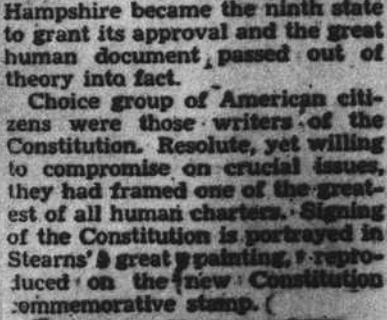 Hampshire became the ninth state
to grant its approval and the great
human document passed out of
theory into fact.
Choice group of American citi-
zens were those writers of the
Constitution. Resolute, yet willing
to compromise on crucial issues,
they had framed one of the great-
est of all human charters. Signing
of the Constitution is portrayed in
Stearns' great painting, repro-
duced on the new Constitution
commemorative stamp.